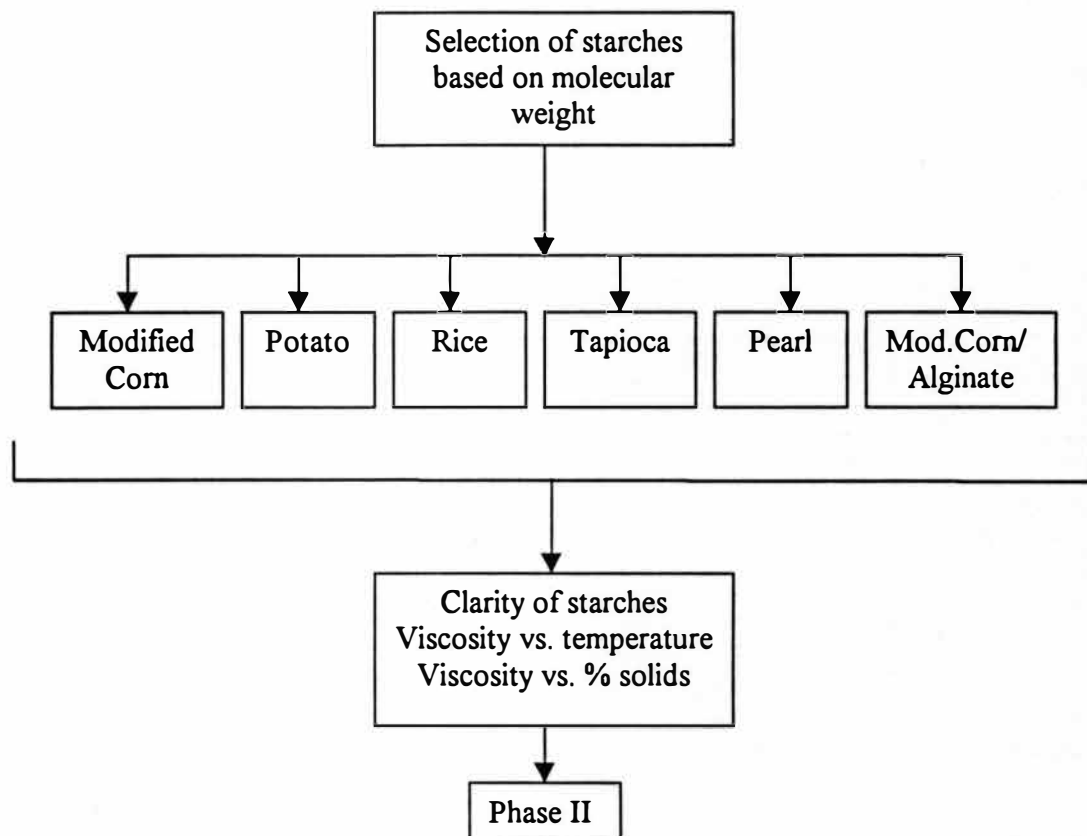 Selection of starches
based on molecular
weight
Modified
Corn
Potato
Rice
Tapioca
Pearl
Mod.Corn/
Alginate
Clarity of starches
Viscosity vs. temperature
Viscosity vs. % solids
Phase II